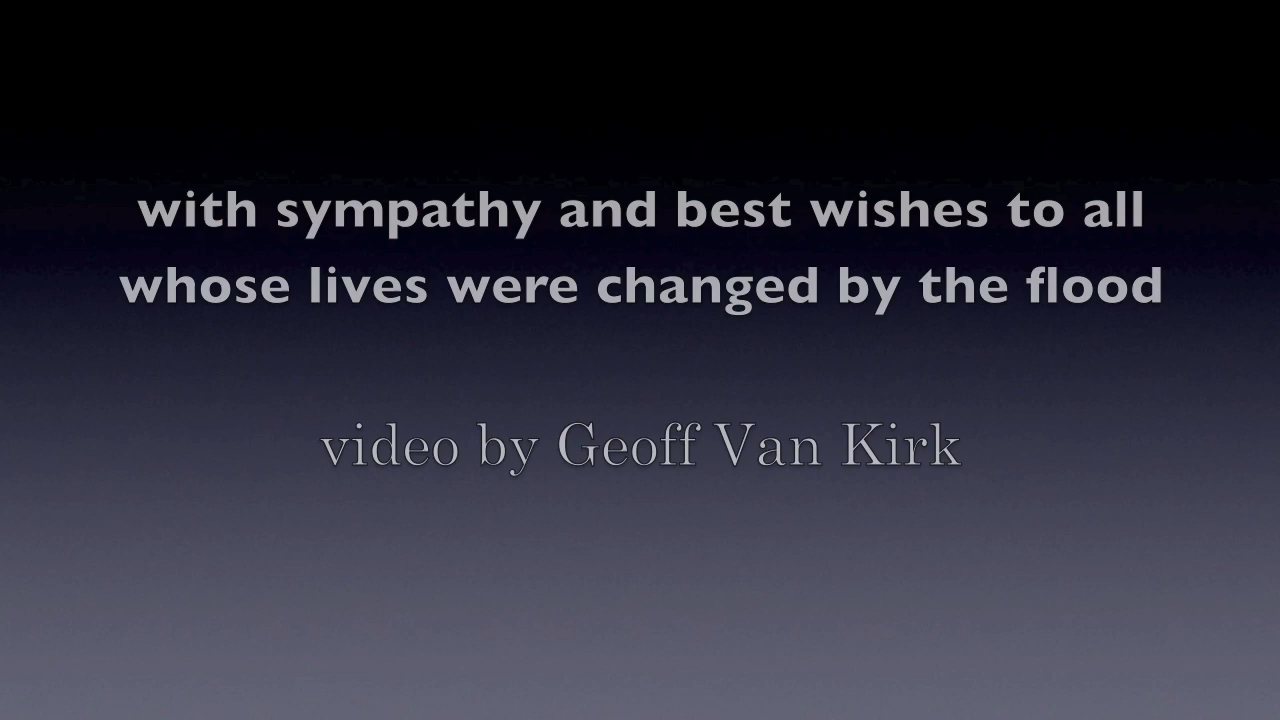 with sympathy and best wishes to all
whose lives were changed by the flood
video by Geoff Van Kirk